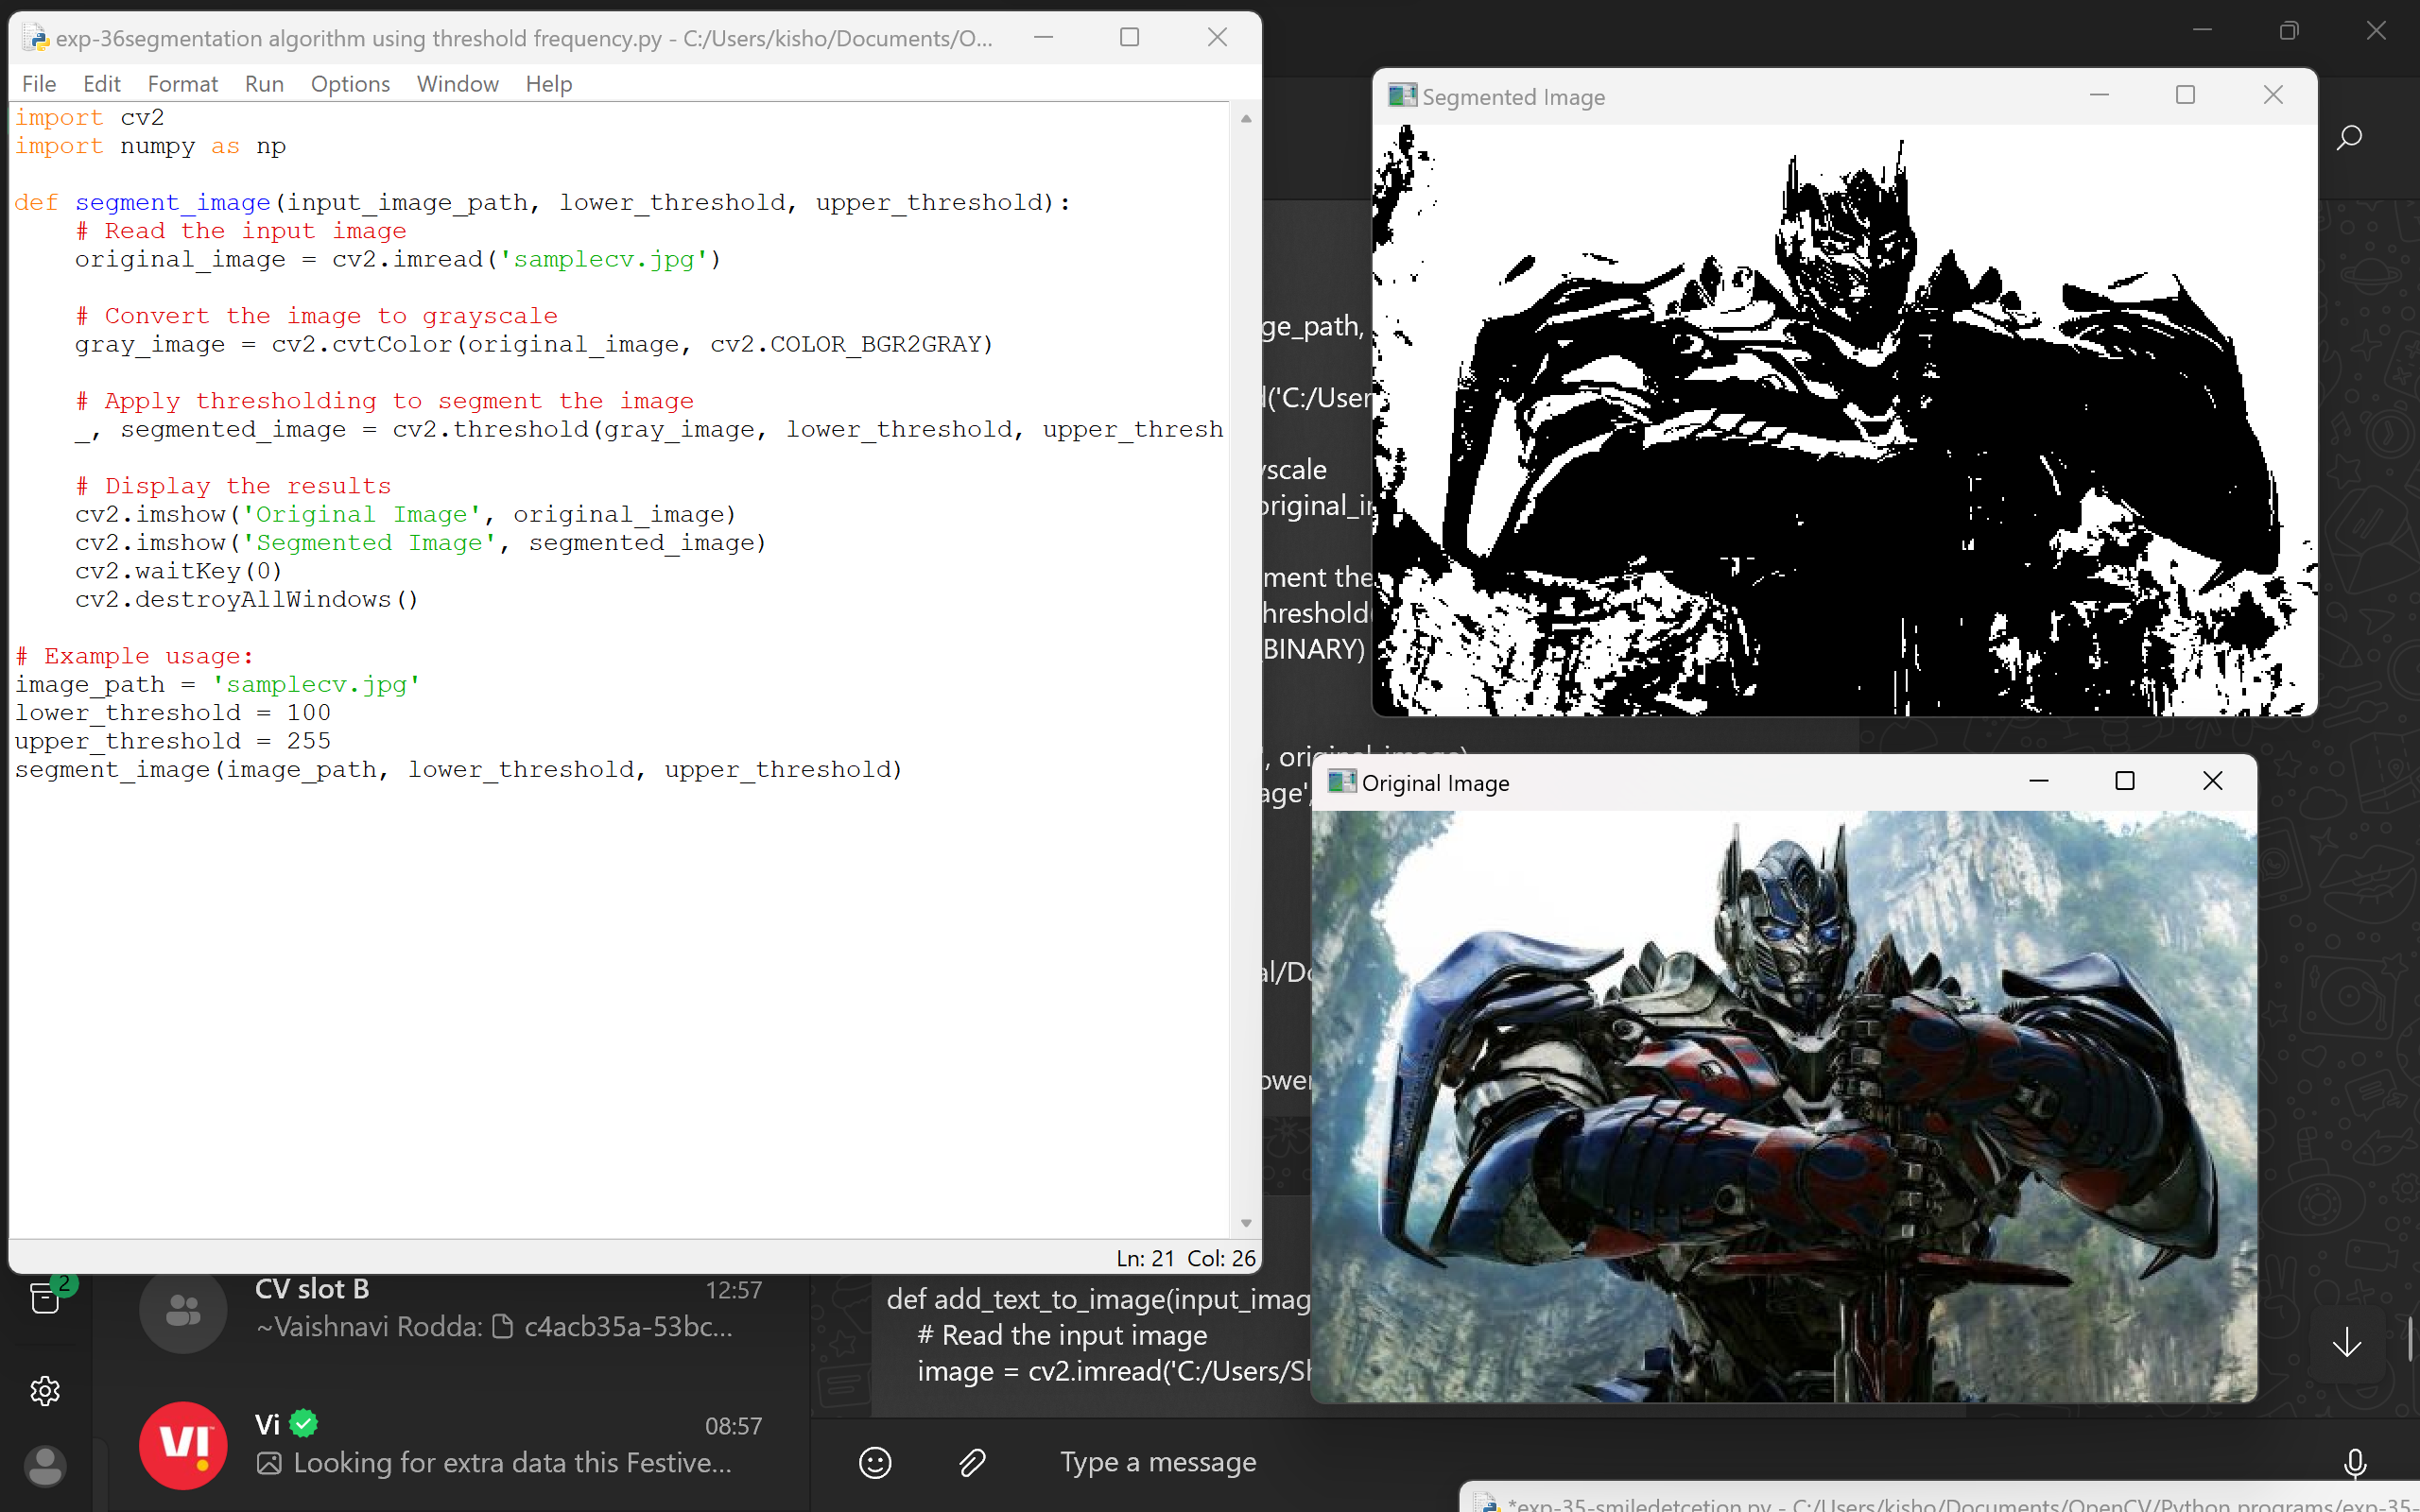 exp-36segmentation algorithm using threshold frequency.py - C:/Users/kisho/Documents/O...
File Edit Format Run Options Window Help
import cv2
import numpy as np
def segment_image(input_image_path, lower_threshold, upper_threshold):
# Read the input image
original_image = cv2.imread('samplecv.jpg')
# Convert the image to grayscale
gray_image = cv2.cvtColor(original_image, cv2.COLOR_BGR2GRAY)
# Apply thresholding to segment the image
_, segmented_image = cv2.threshold(gray_image, lower_threshold, upper_thresh
# Display the results
cv2.imshow('Original Image', original_image)
cv2.imshow('Segmented Image', segmented_image)
cv2.waitKey(0)
cv2.destroyAllWindows()
# Example usage:
image_path = 'samplecv.jpg'
lower_threshold = 100
upper_threshold = 255
segment_image(image_path, lower_threshold, upper_threshold)
Ln: 21 Col: 26
Segmented Image
ge_path,
('C:/User
scale
original_i
ment the
hreshold
BINARY)
, original_image)
age',
al/Do
ower
Original Image
2
CV slot B
12:57
~Vaishnavi Rodda: c4acb35a-53bc...
VI
Vi
08:57
Looking for extra data this Festive...
def add_text_to_image(input_imag
# Read the input image
image = cv2.imread('C:/Users/Sh
Type a message
*exp-35-smiledetcetion.py - C:/Users/kisho/Documents/OpenCV/Python programs/exp-35-